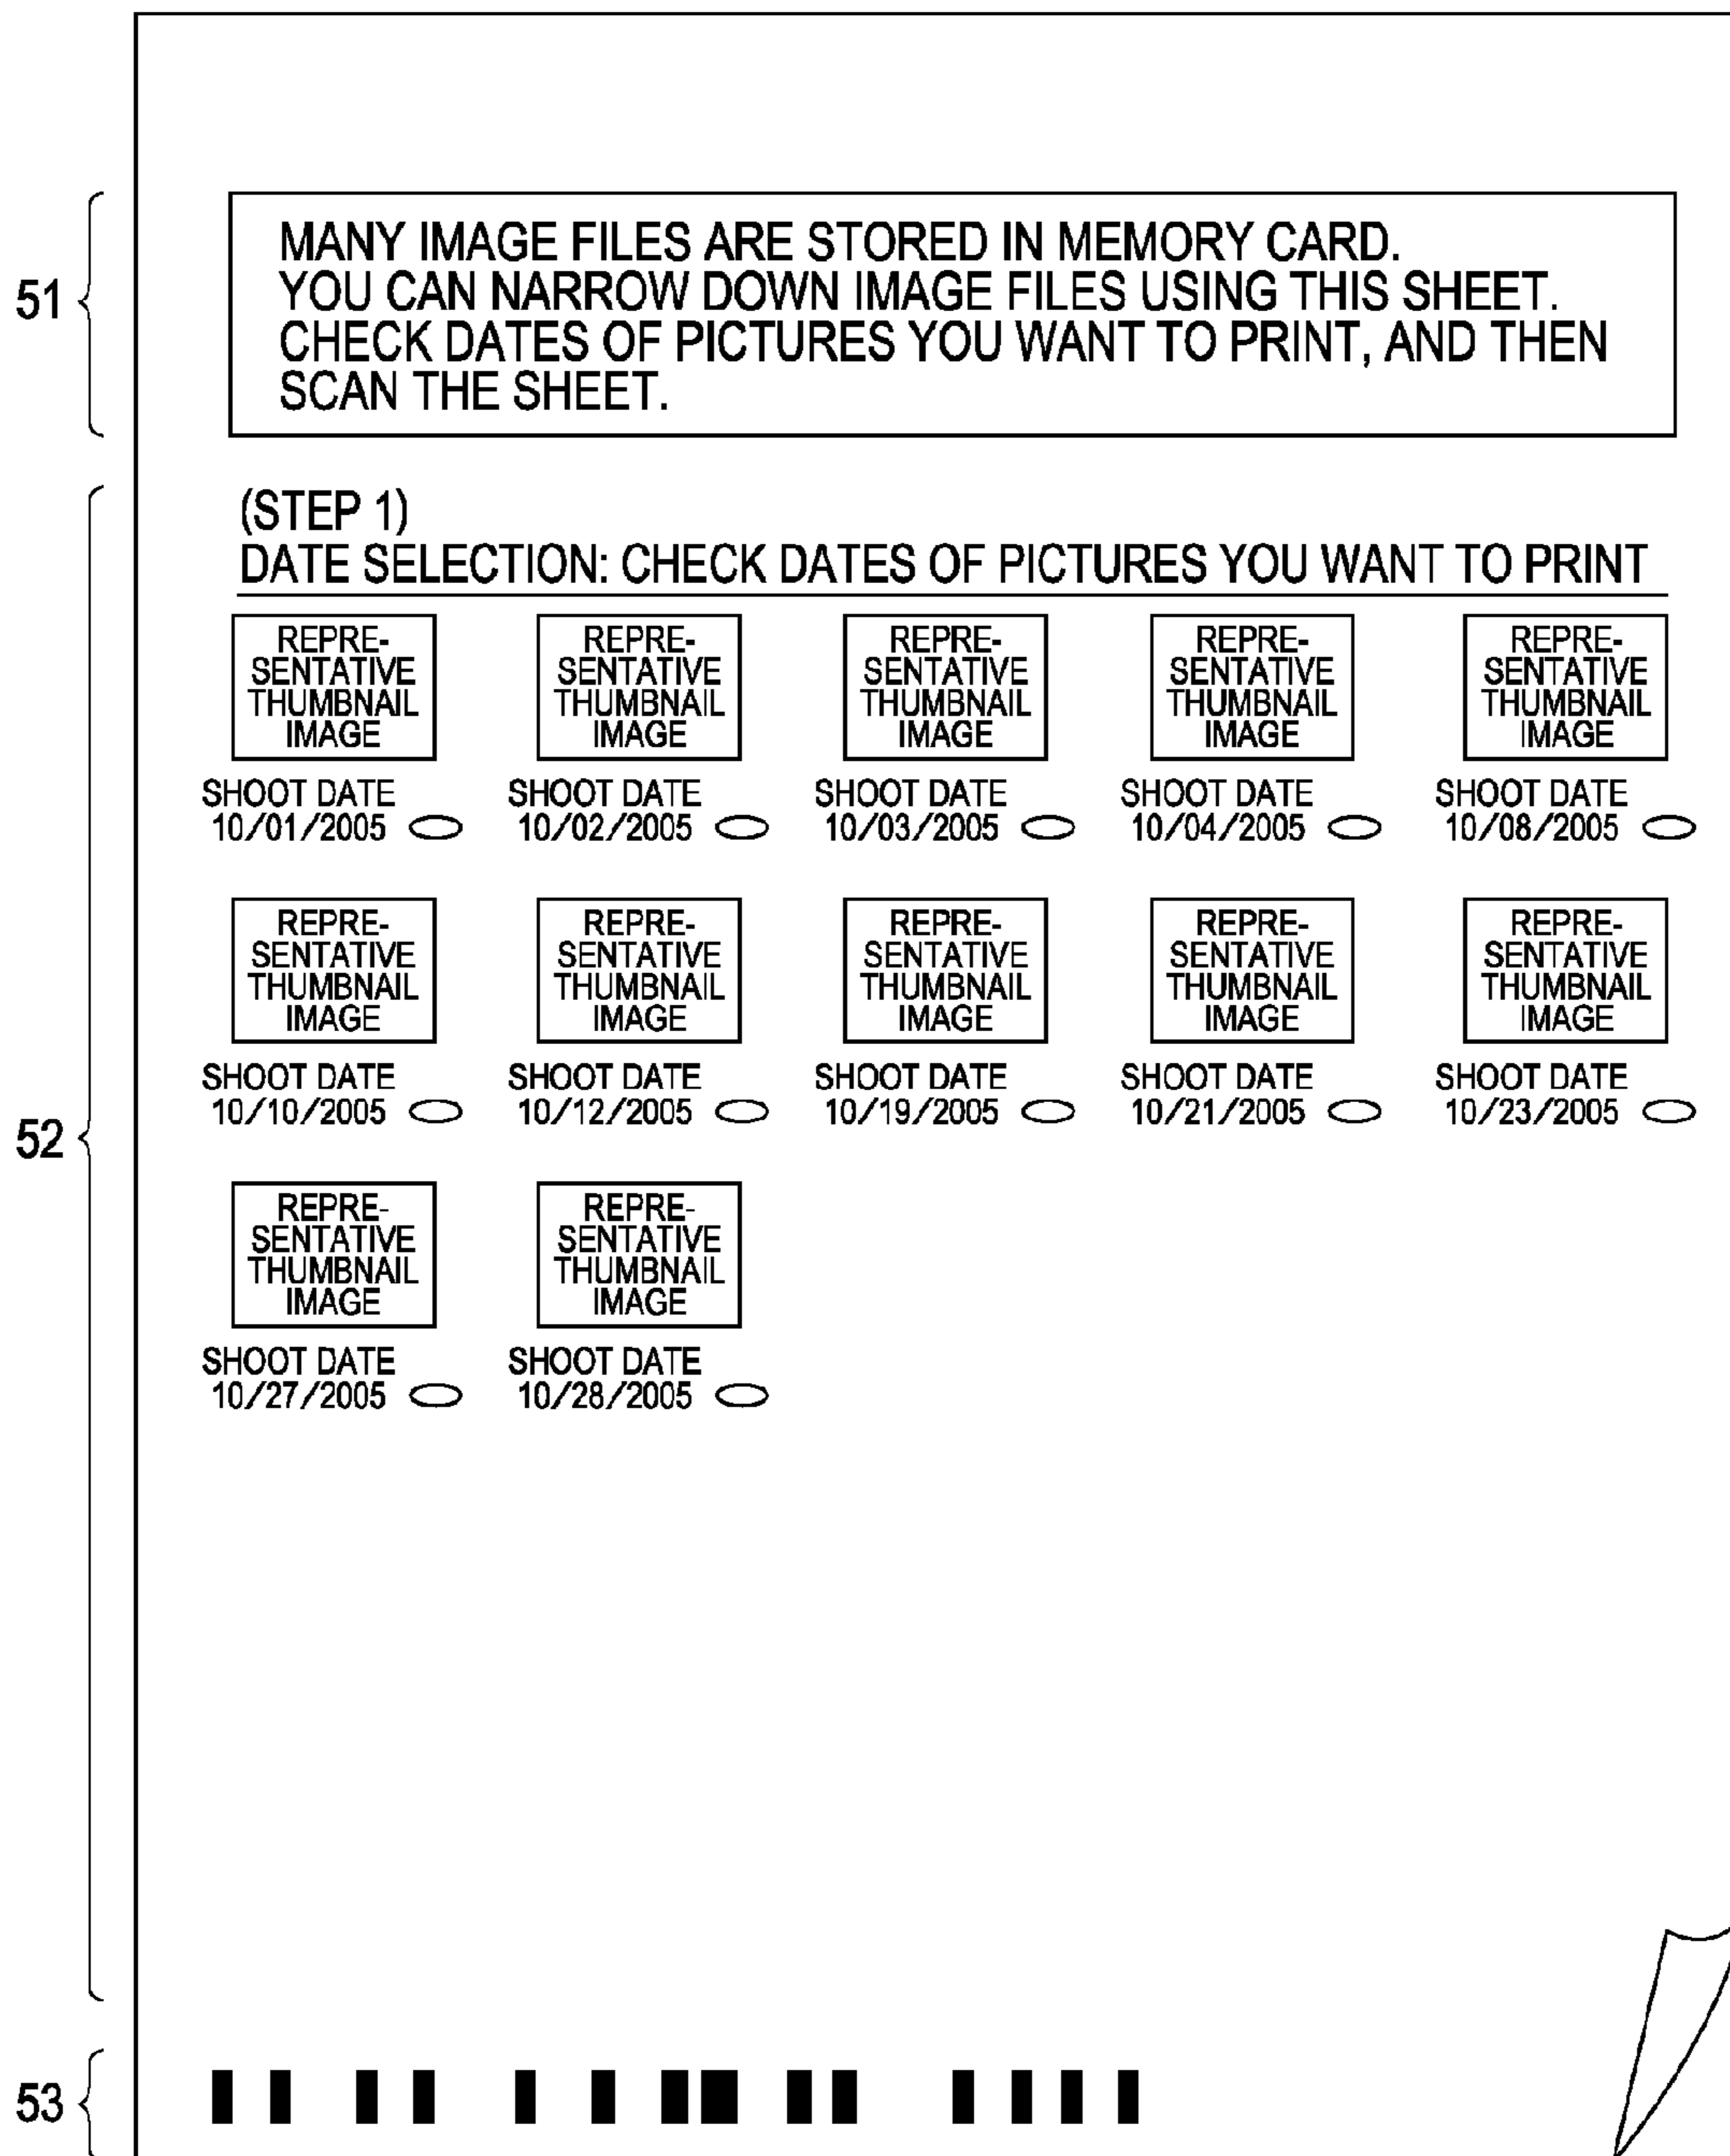 51
MANY IMAGE FILES ARE STORED IN MEMORY CARD.
YOU CAN NARROW DOWN IMAGE FILES USING THIS SHEET.
CHECK DATES OF PICTURES YOU WANT TO PRINT, AND THEN
SCAN THE SHEET.
52
(STEP 1)
DATE SELECTION: CHECK DATES OF PICTURES YOU WANT TO PRINT
REPRE-
SENTATIVE
THUMBNAIL
IMAGE
SHOOT DATE
10/01/2005
REPRE-
SENTATIVE
THUMBNAIL
IMAGE
SHOOT DATE
10/02/2005
REPRE-
SENTATIVE
THUMBNAIL
IMAGE
SHOOT DATE
10/03/2005
REPRE-
SENTATIVE
THUMBNAIL
IMAGE
SHOOT DATE
10/04/2005
REPRE-
SENTATIVE
THUMBNAIL
IMAGE
SHOOT DATE
10/08/2005
REPRE-
SENTATIVE
THUMBNAIL
IMAGE
SHOOT DATE
10/10/2005
REPRE-
SENTATIVE
THUMBNAIL
IMAGE
SHOOT DATE
10/12/2005
REPRE-
SENTATIVE
THUMBNAIL
IMAGE
SHOOT DATE
10/19/2005
REPRE-
SENTATIVE
THUMBNAIL
IMAGE
SHOOT DATE
10/21/2005
REPRE-
SENTATIVE
THUMBNAIL
IMAGE
SHOOT DATE
10/23/2005
REPRE-
SENTATIVE
THUMBNAIL
IMAGE
SHOOT DATE
10/27/2005
REPRE-
SENTATIVE
THUMBNAIL
IMAGE
SHOOT DATE
10/28/2005
53